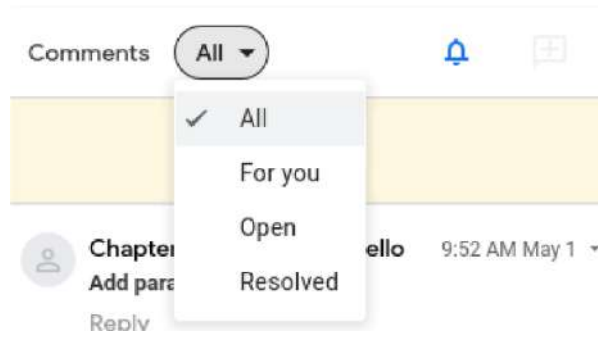 Comments All
All
For you
Open
Chapter ello 9:52 AM May 1
Resolved
Add para
Reply